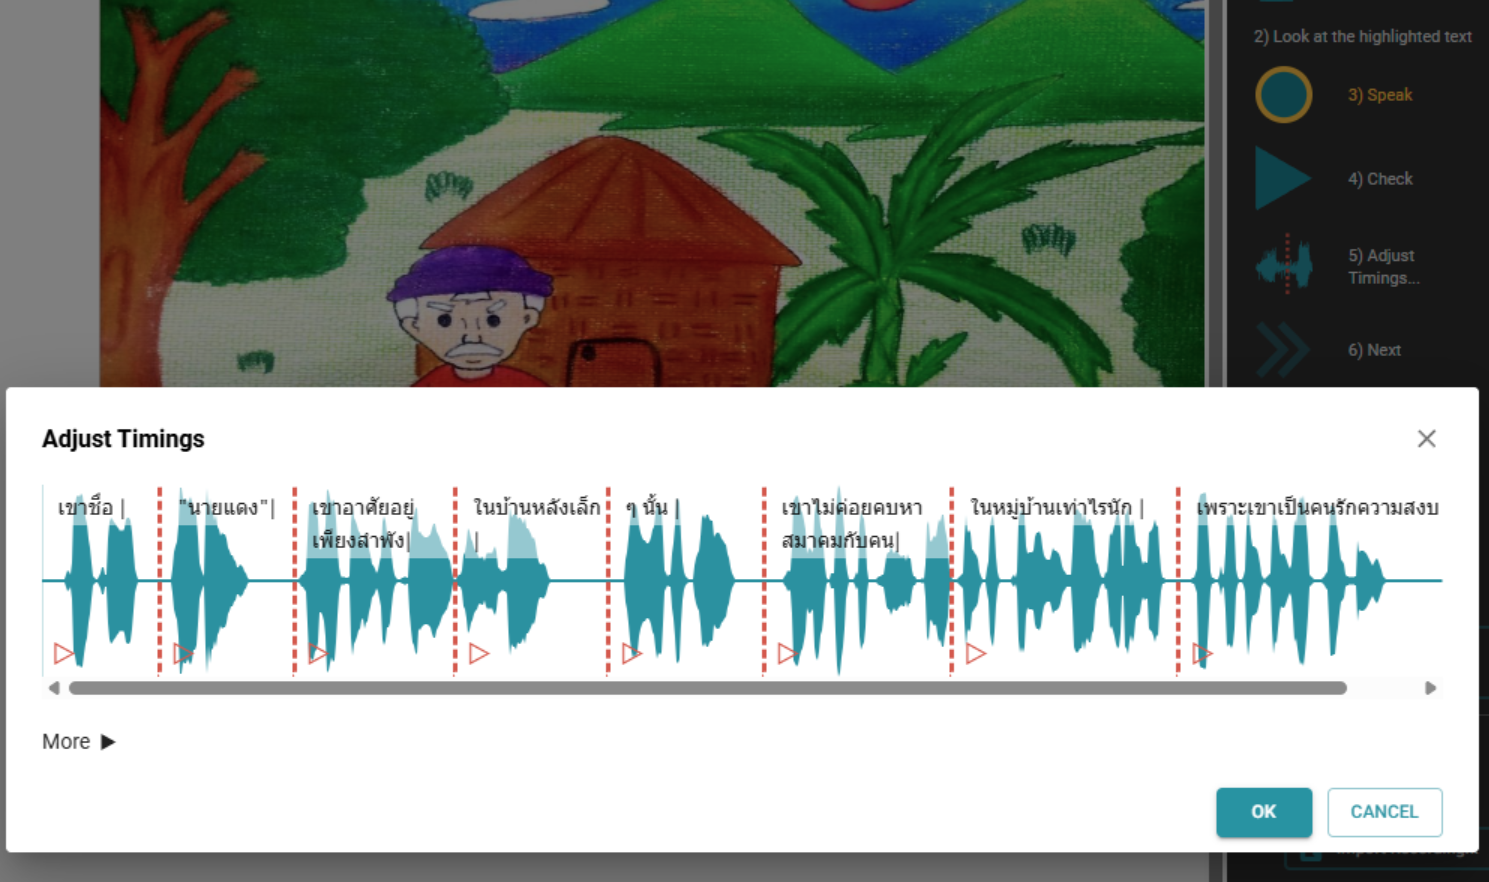 2) Look at the highlighted text
3) Speak
4) Check
5) Adjust
Timings...
6) Next
Adjust Timings
เขาชื่อ |
"นายแดง"|
เขาอาศัยอยู่
เพียงลำพัง|
ในบ้านหลังเล็ก
|
ๆ นั้น |
เขาไม่ค่อยคบหา
สมาคมกับคน|
ในหมู่บ้านเท่าไรนัก |
เพราะเขาเป็นคนรักความสงบ
More
OK
CANCEL